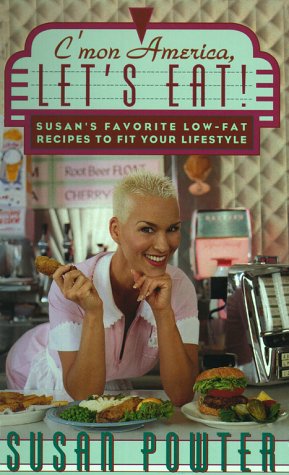 C'mon America,
LET'S EAT!
SUSAN'S FAVORITE LOW-FAT
RECIPES TO FIT YOUR LIFESTYLE
Root Beer FLOAT
CHERRY
SUSAN POWTER